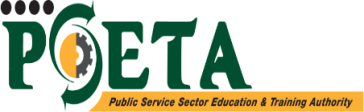 PSETA
Public Service Sector Education & Training Authority